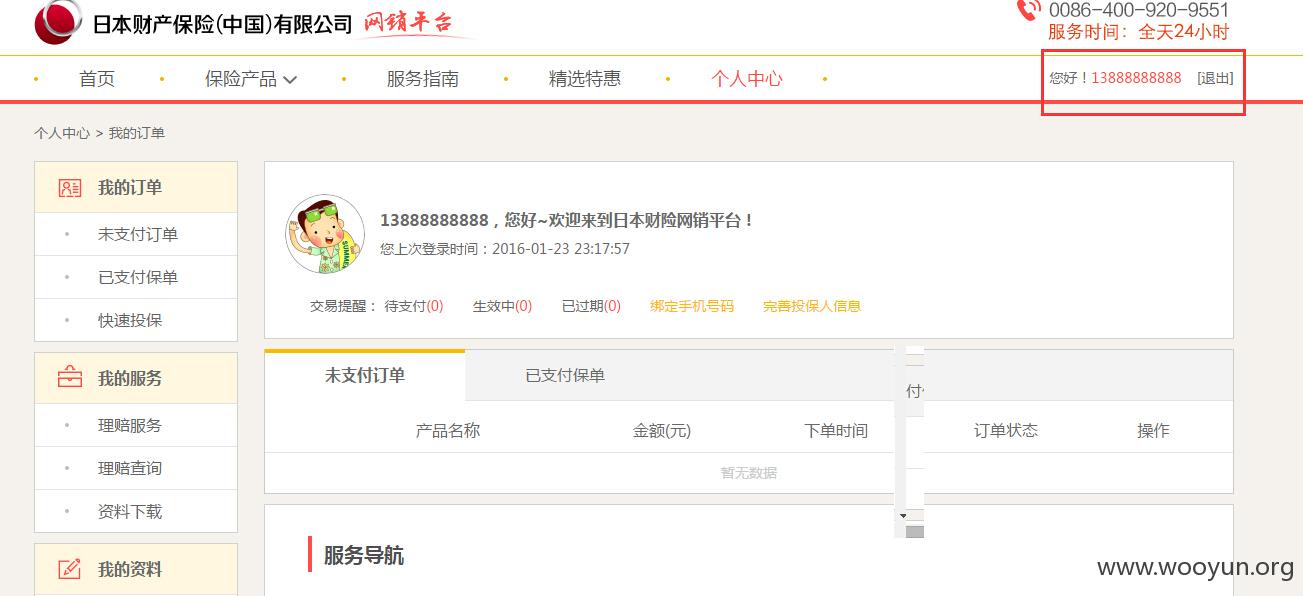 日本财产保险(中国)有限公司 网销平台
0086-400-920-9551
服务时间：全天24小时
首页 保险产品 服务指南 精选特惠 个人中心 您好！13888888888 [退出]
个人中心 > 我的订单
我的订单
未支付订单
已支付保单
快速投保
我的服务
理赔服务
理赔查询
资料下载
我的资料
13888888888，您好~欢迎来到日本财险网销平台！
您上次登录时间：2016-01-23 23:17:57
交易提醒： 待支付(0) 生效中(0) 已过期(0) 绑定手机号码 完善投保人信息
未支付订单 已支付保单
付
产品名称 金额(元) 下单时间 订单状态 操作
暂无数据
服务导航
www.wooyun.org